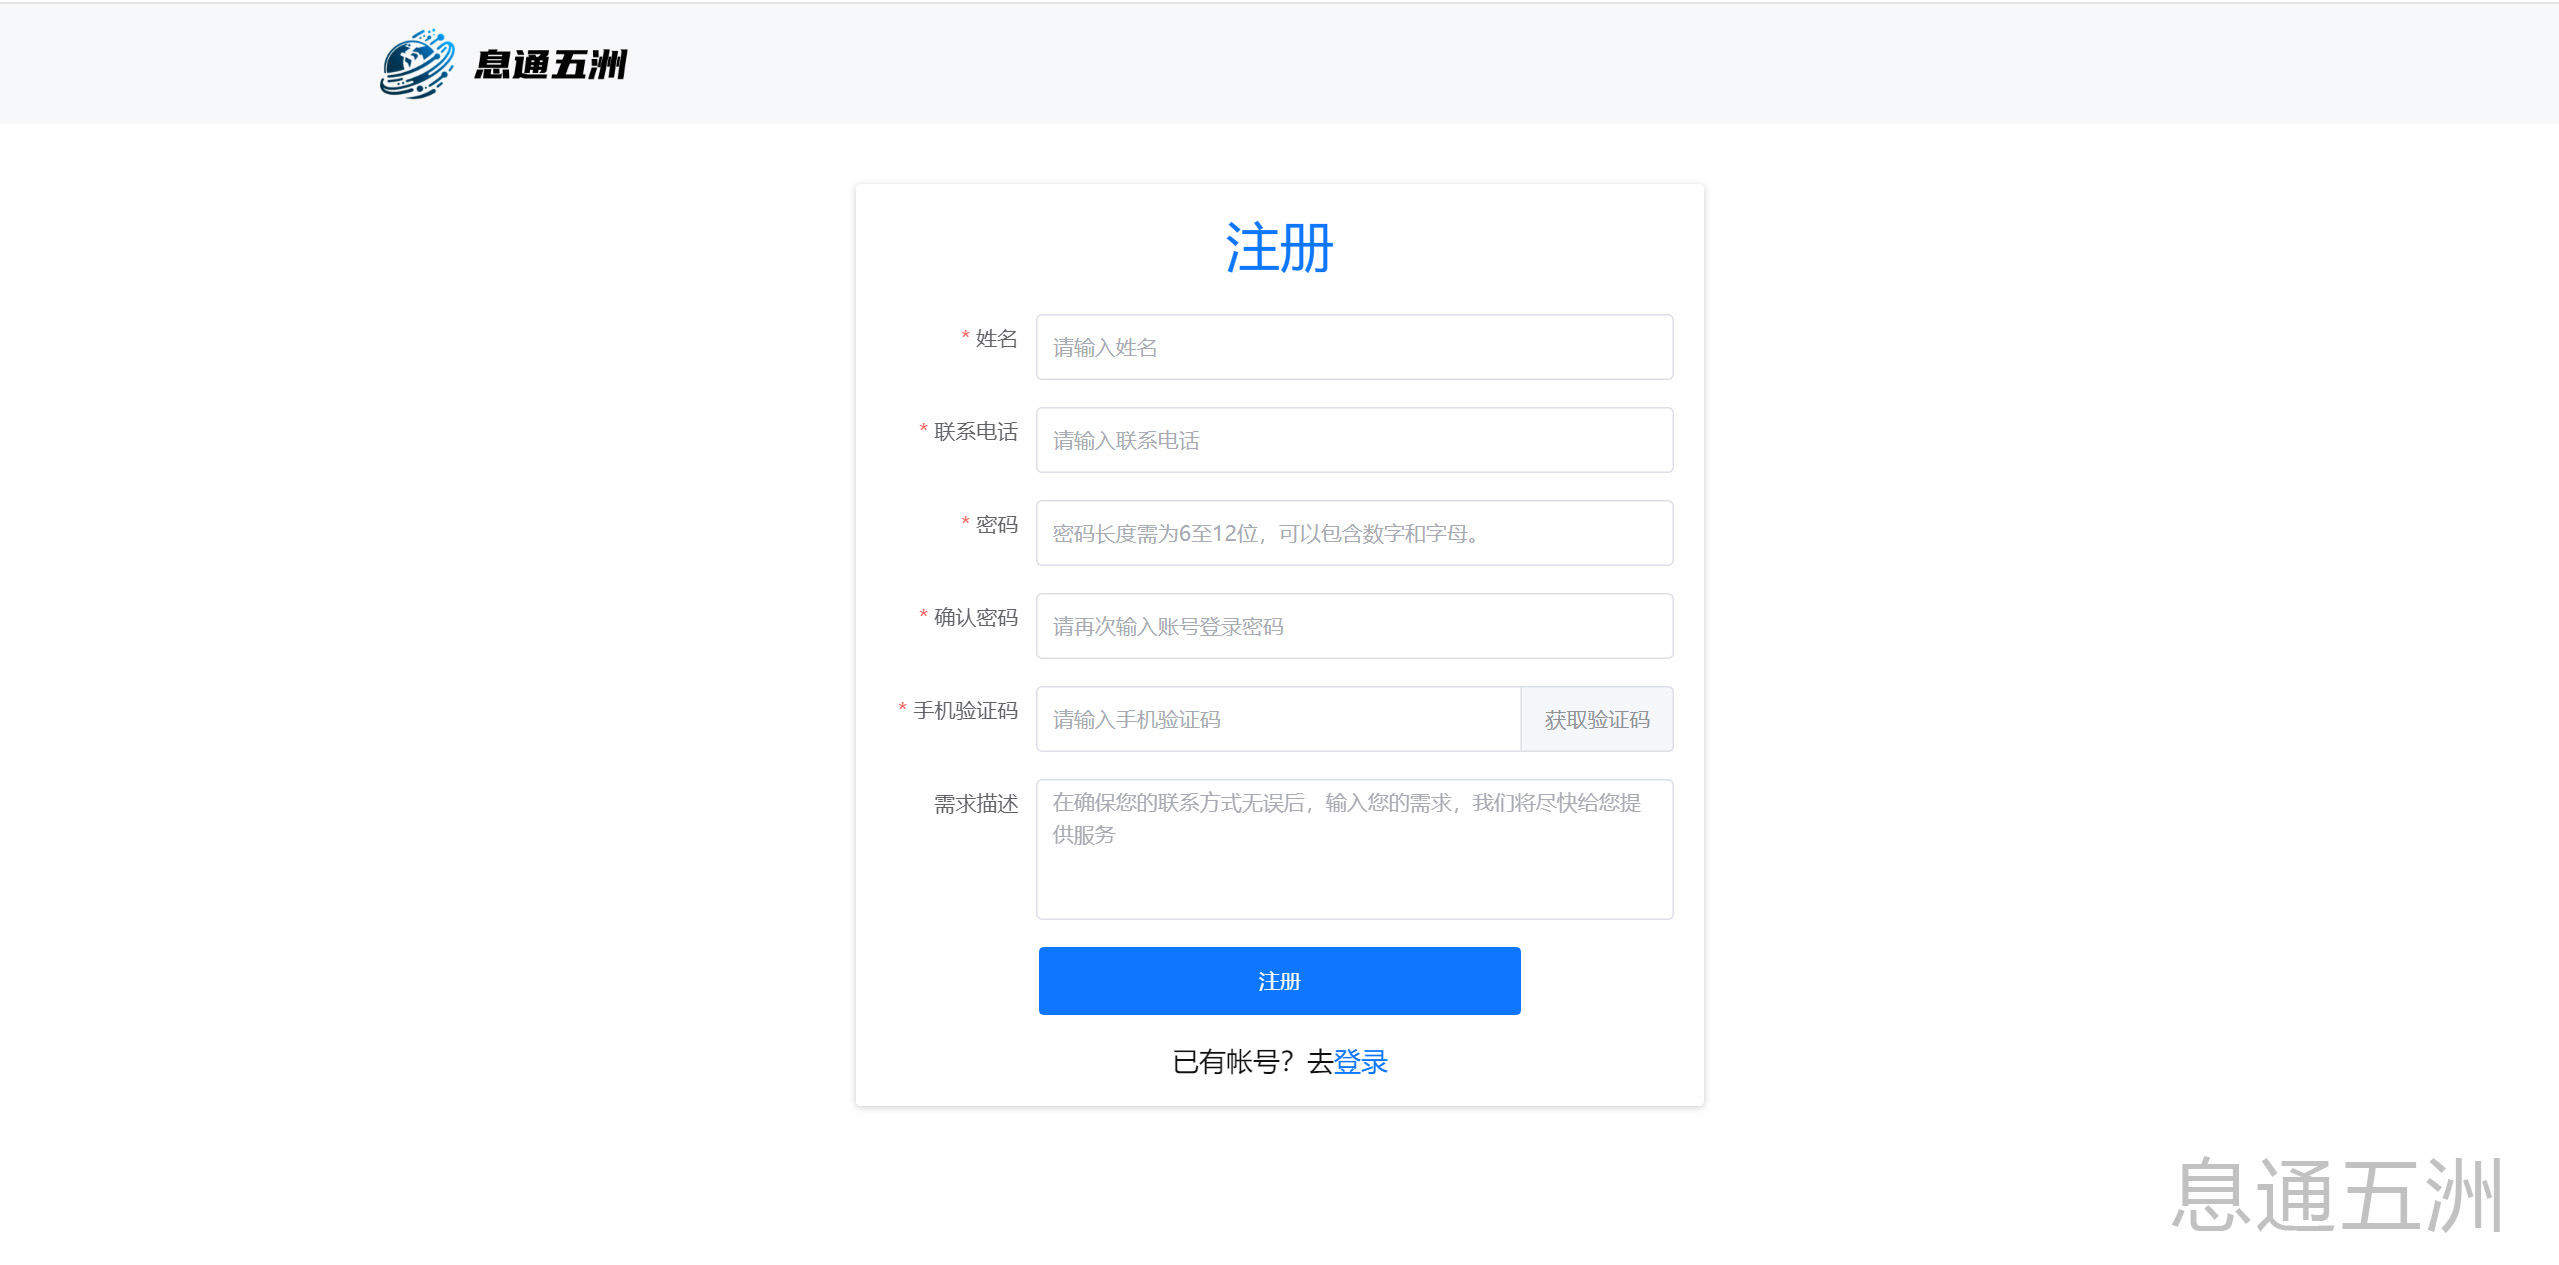 息通五洲
注册
* 姓名
请输入姓名
* 联系电话
请输入联系电话
* 密码
密码长度需为6至12位，可以包含数字和字母。
* 确认密码
请再次输入账号登录密码
* 手机验证码
请输入手机验证码
获取验证码
需求描述
在确保您的联系方式无误后，输入您的需求，我们将尽快给您提
供服务
注册
已有帐号？去登录
息通五洲